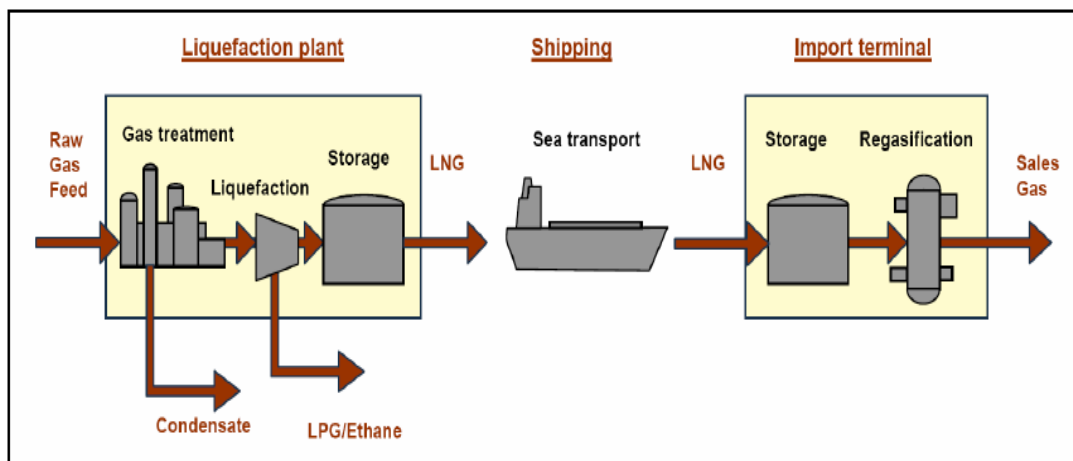 Liquefaction plant
Shipping
Import terminal
Gas treatment
Raw
Gas
Feed
Liquefaction
Storage
LNG
Sea transport
LNG
Storage
Regasification
Sales
Gas
Condensate
LPG/Ethane